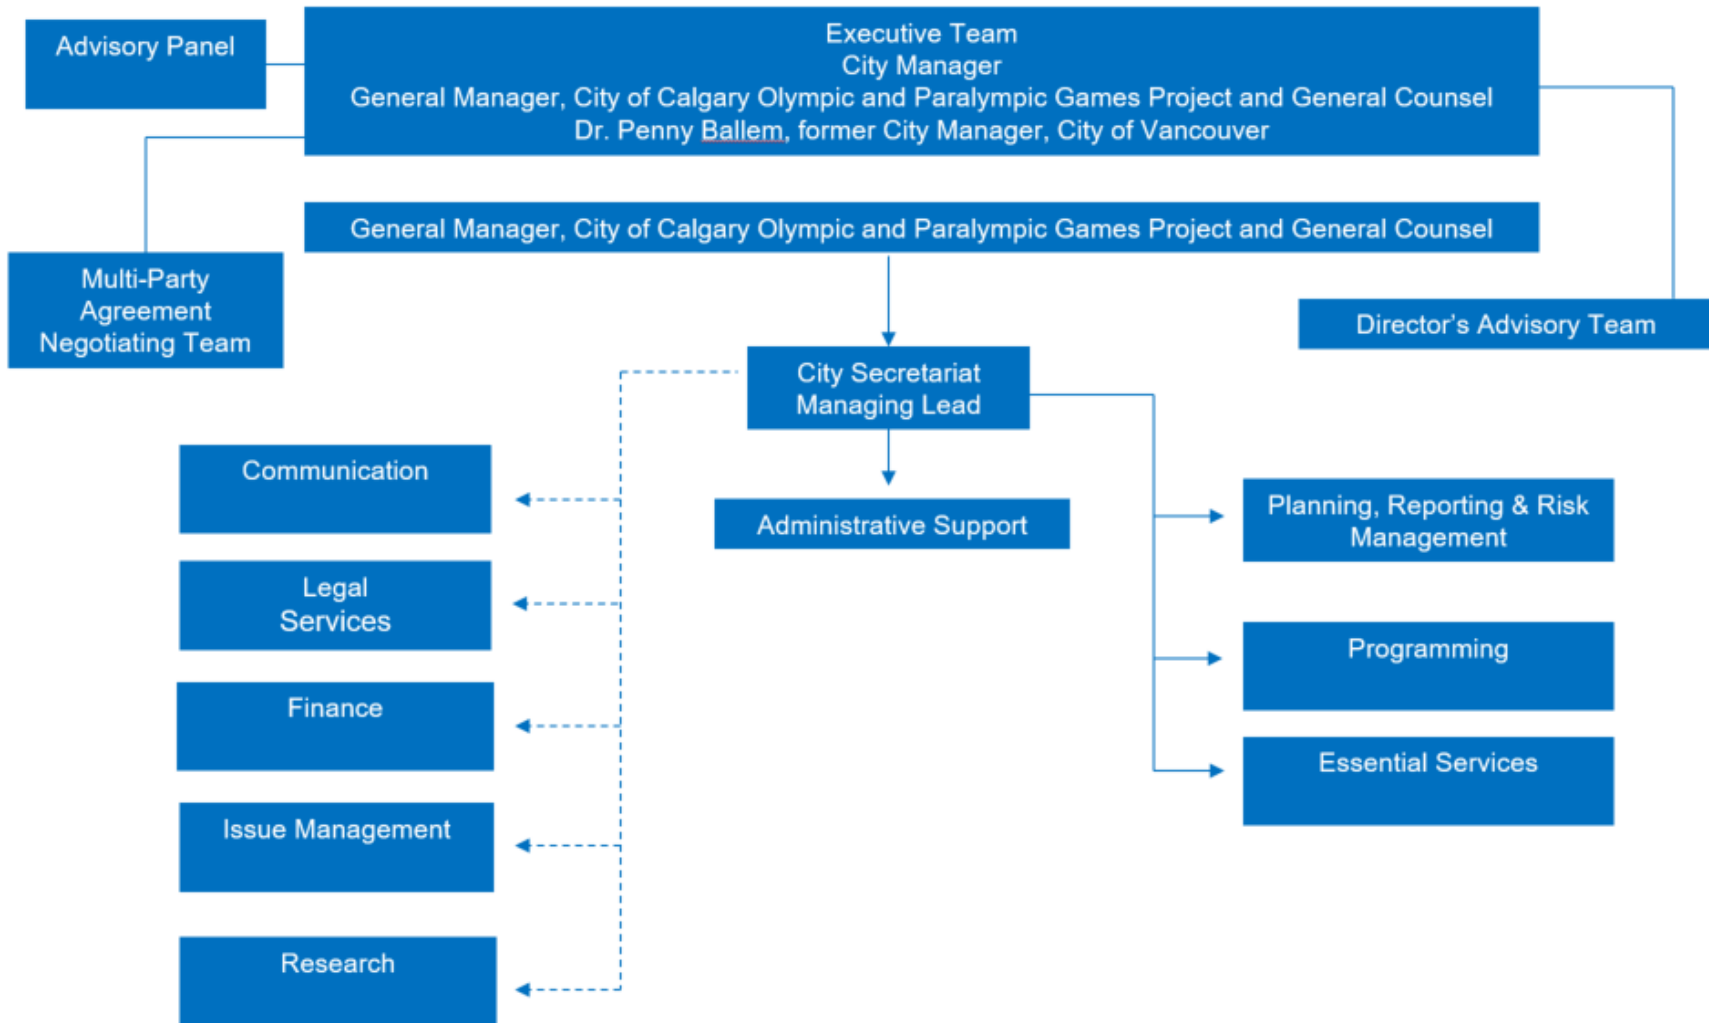 Advisory Panel
Executive Team
City Manager
General Manager, City of Calgary Olympic and Paralympic Games Project and General Counsel
Dr. Penny Ballem, former City Manager, City of Vancouver
General Manager, City of Calgary Olympic and Paralympic Games Project and General Counsel
Multi-Party
Agreement
Negotiating Team
Director’s Advisory Team
City Secretariat
Managing Lead
Communication
Legal
Services
Finance
Issue Management
Research
Administrative Support
Planning, Reporting & Risk
Management
Programming
Essential Services